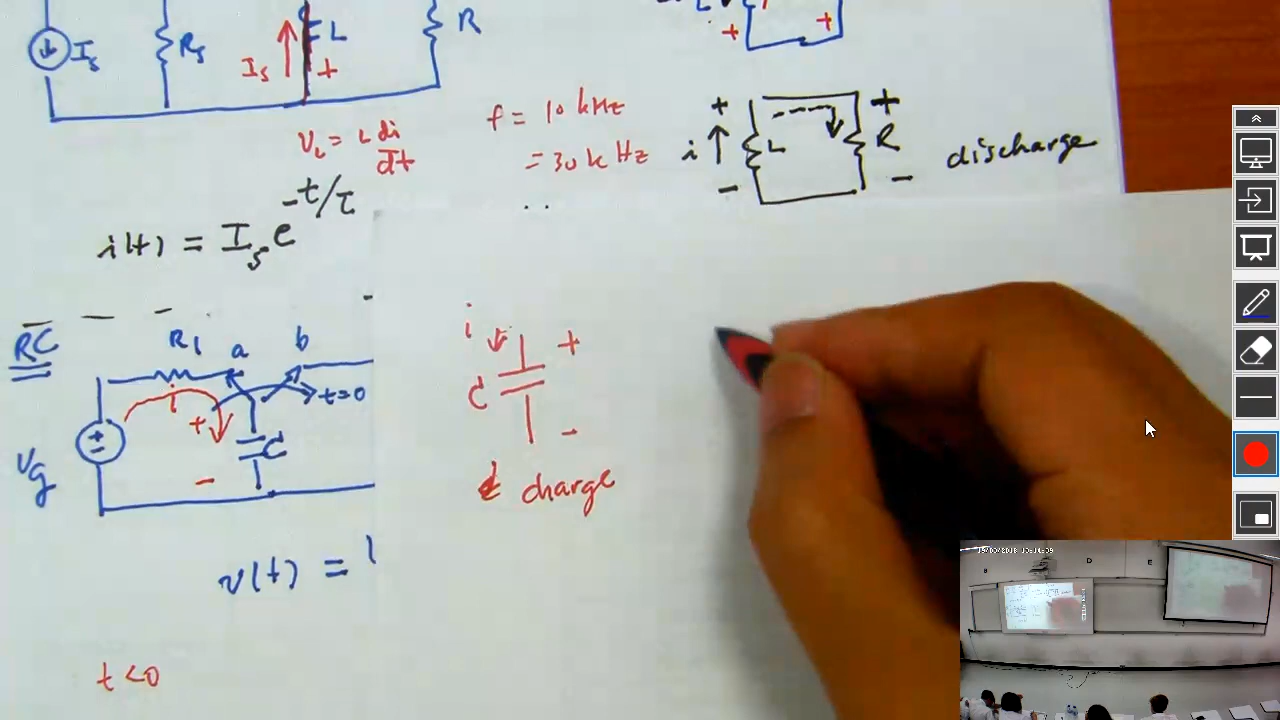 Is Rs Is + L R
+ +
f = 10 kHz
vL = L di/dt
= 30 kHz
+ i L - + R -
discharge
i(t) = Is e^-t/τ
RC
R1 a b
i t=0
+ C -
vg
i + C -
charge
v(t) =
t<0